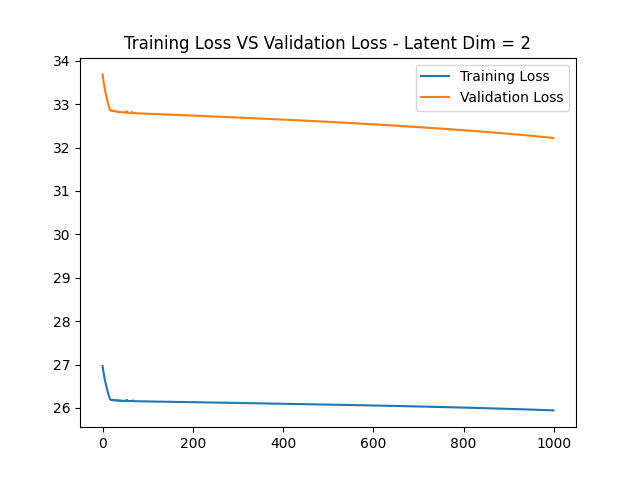 Training Loss VS Validation Loss - Latent Dim = 2
Training Loss
Validation Loss
34
33
32
31
30
29
28
27
26
0 200 400 600 800 1000